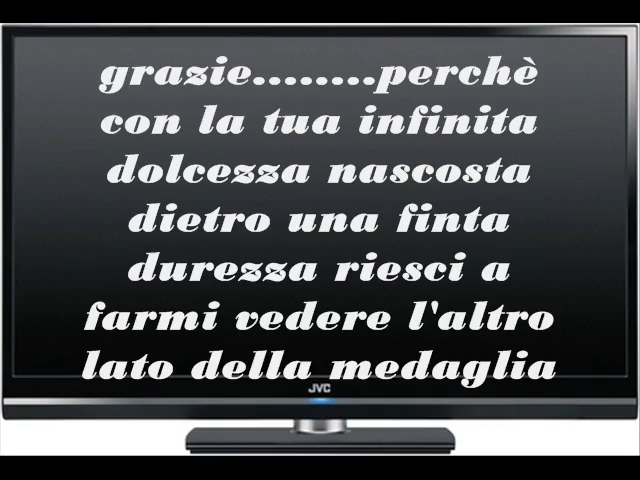 grazie........perchè
con la tua infinita
dolcezza nascosta
dietro una finta
durezza riesci a
farmi vedere l'altro
lato della medaglia
JVC